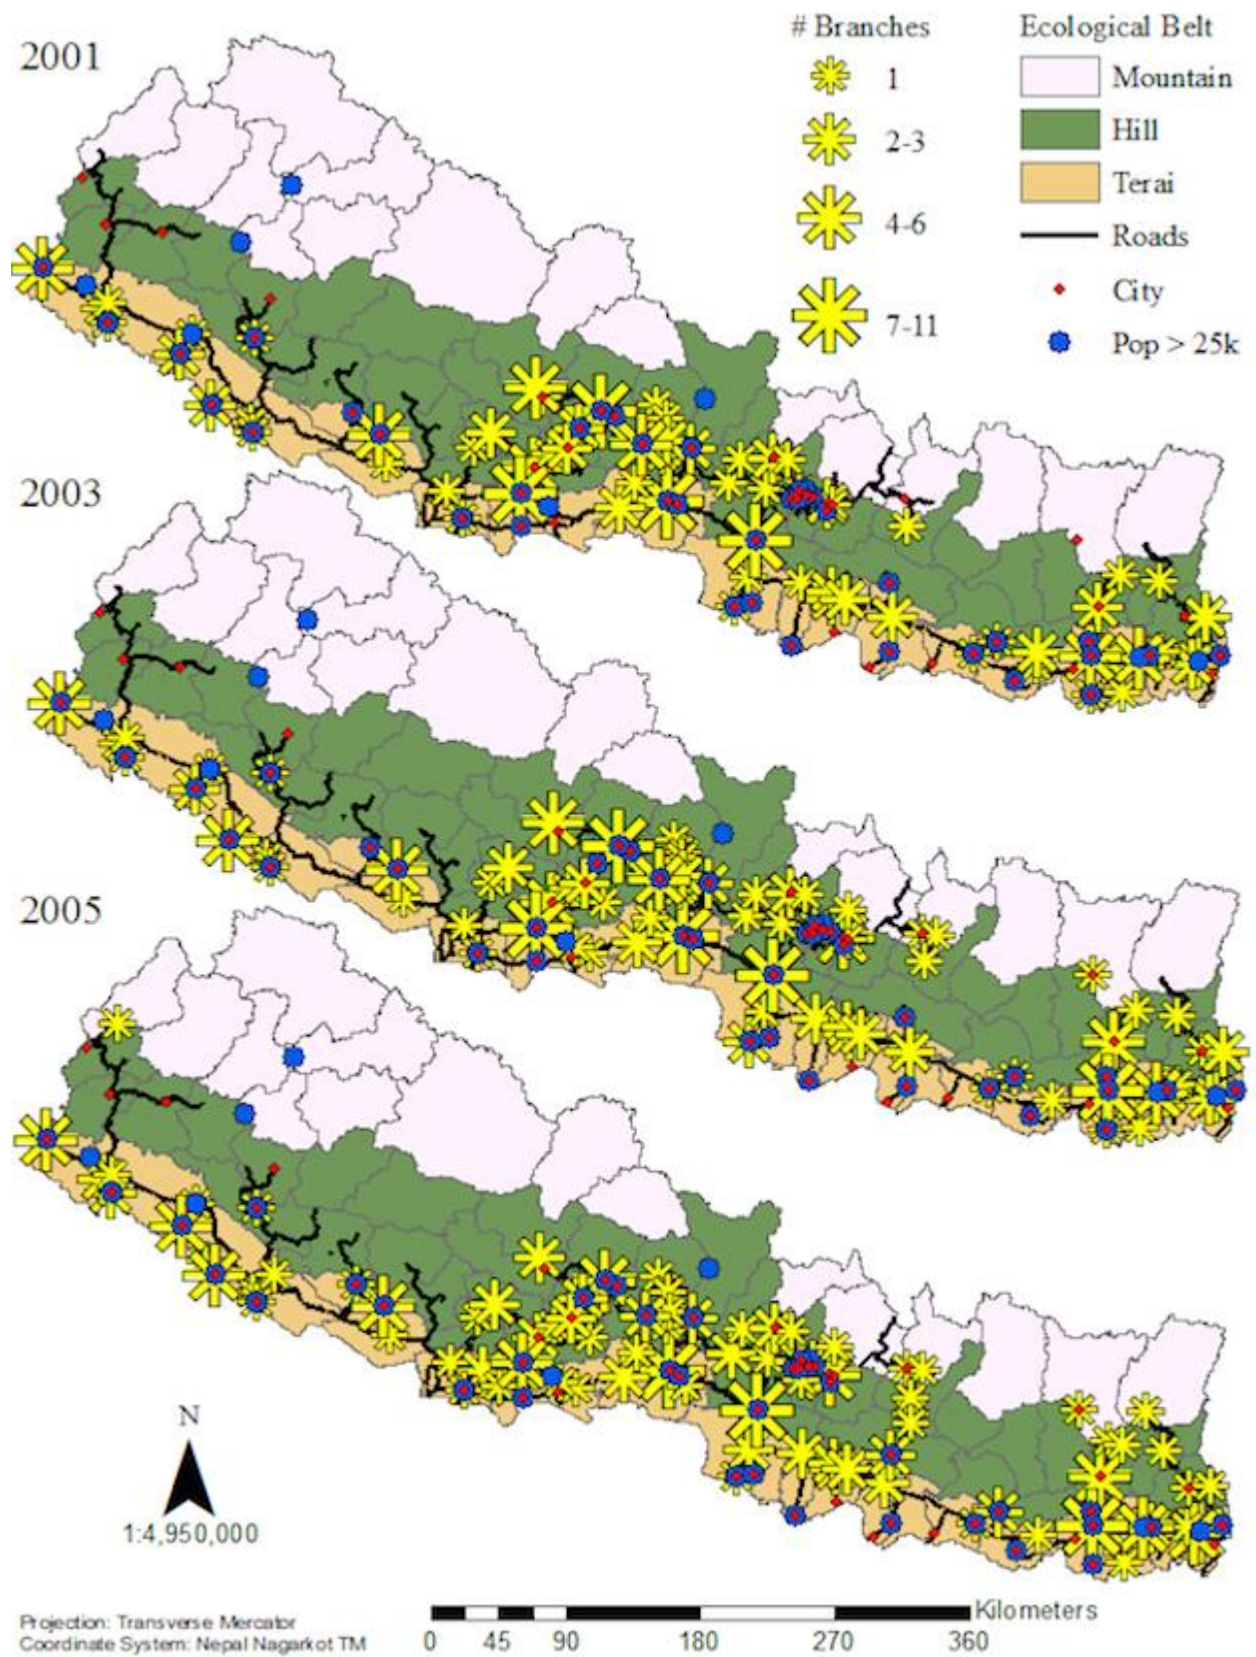 2001
# Branches
1
2-3
4-6
7-11
Ecological Belt
Mountain
Hill
Terai
Roads
City
Pop > 25k
2003
2005
N
1:4,950,000
Projection: Transverse Mercator
Coordinate System: Nepal Nagarkot TM
Kilometers
0 45 90 180 270 360